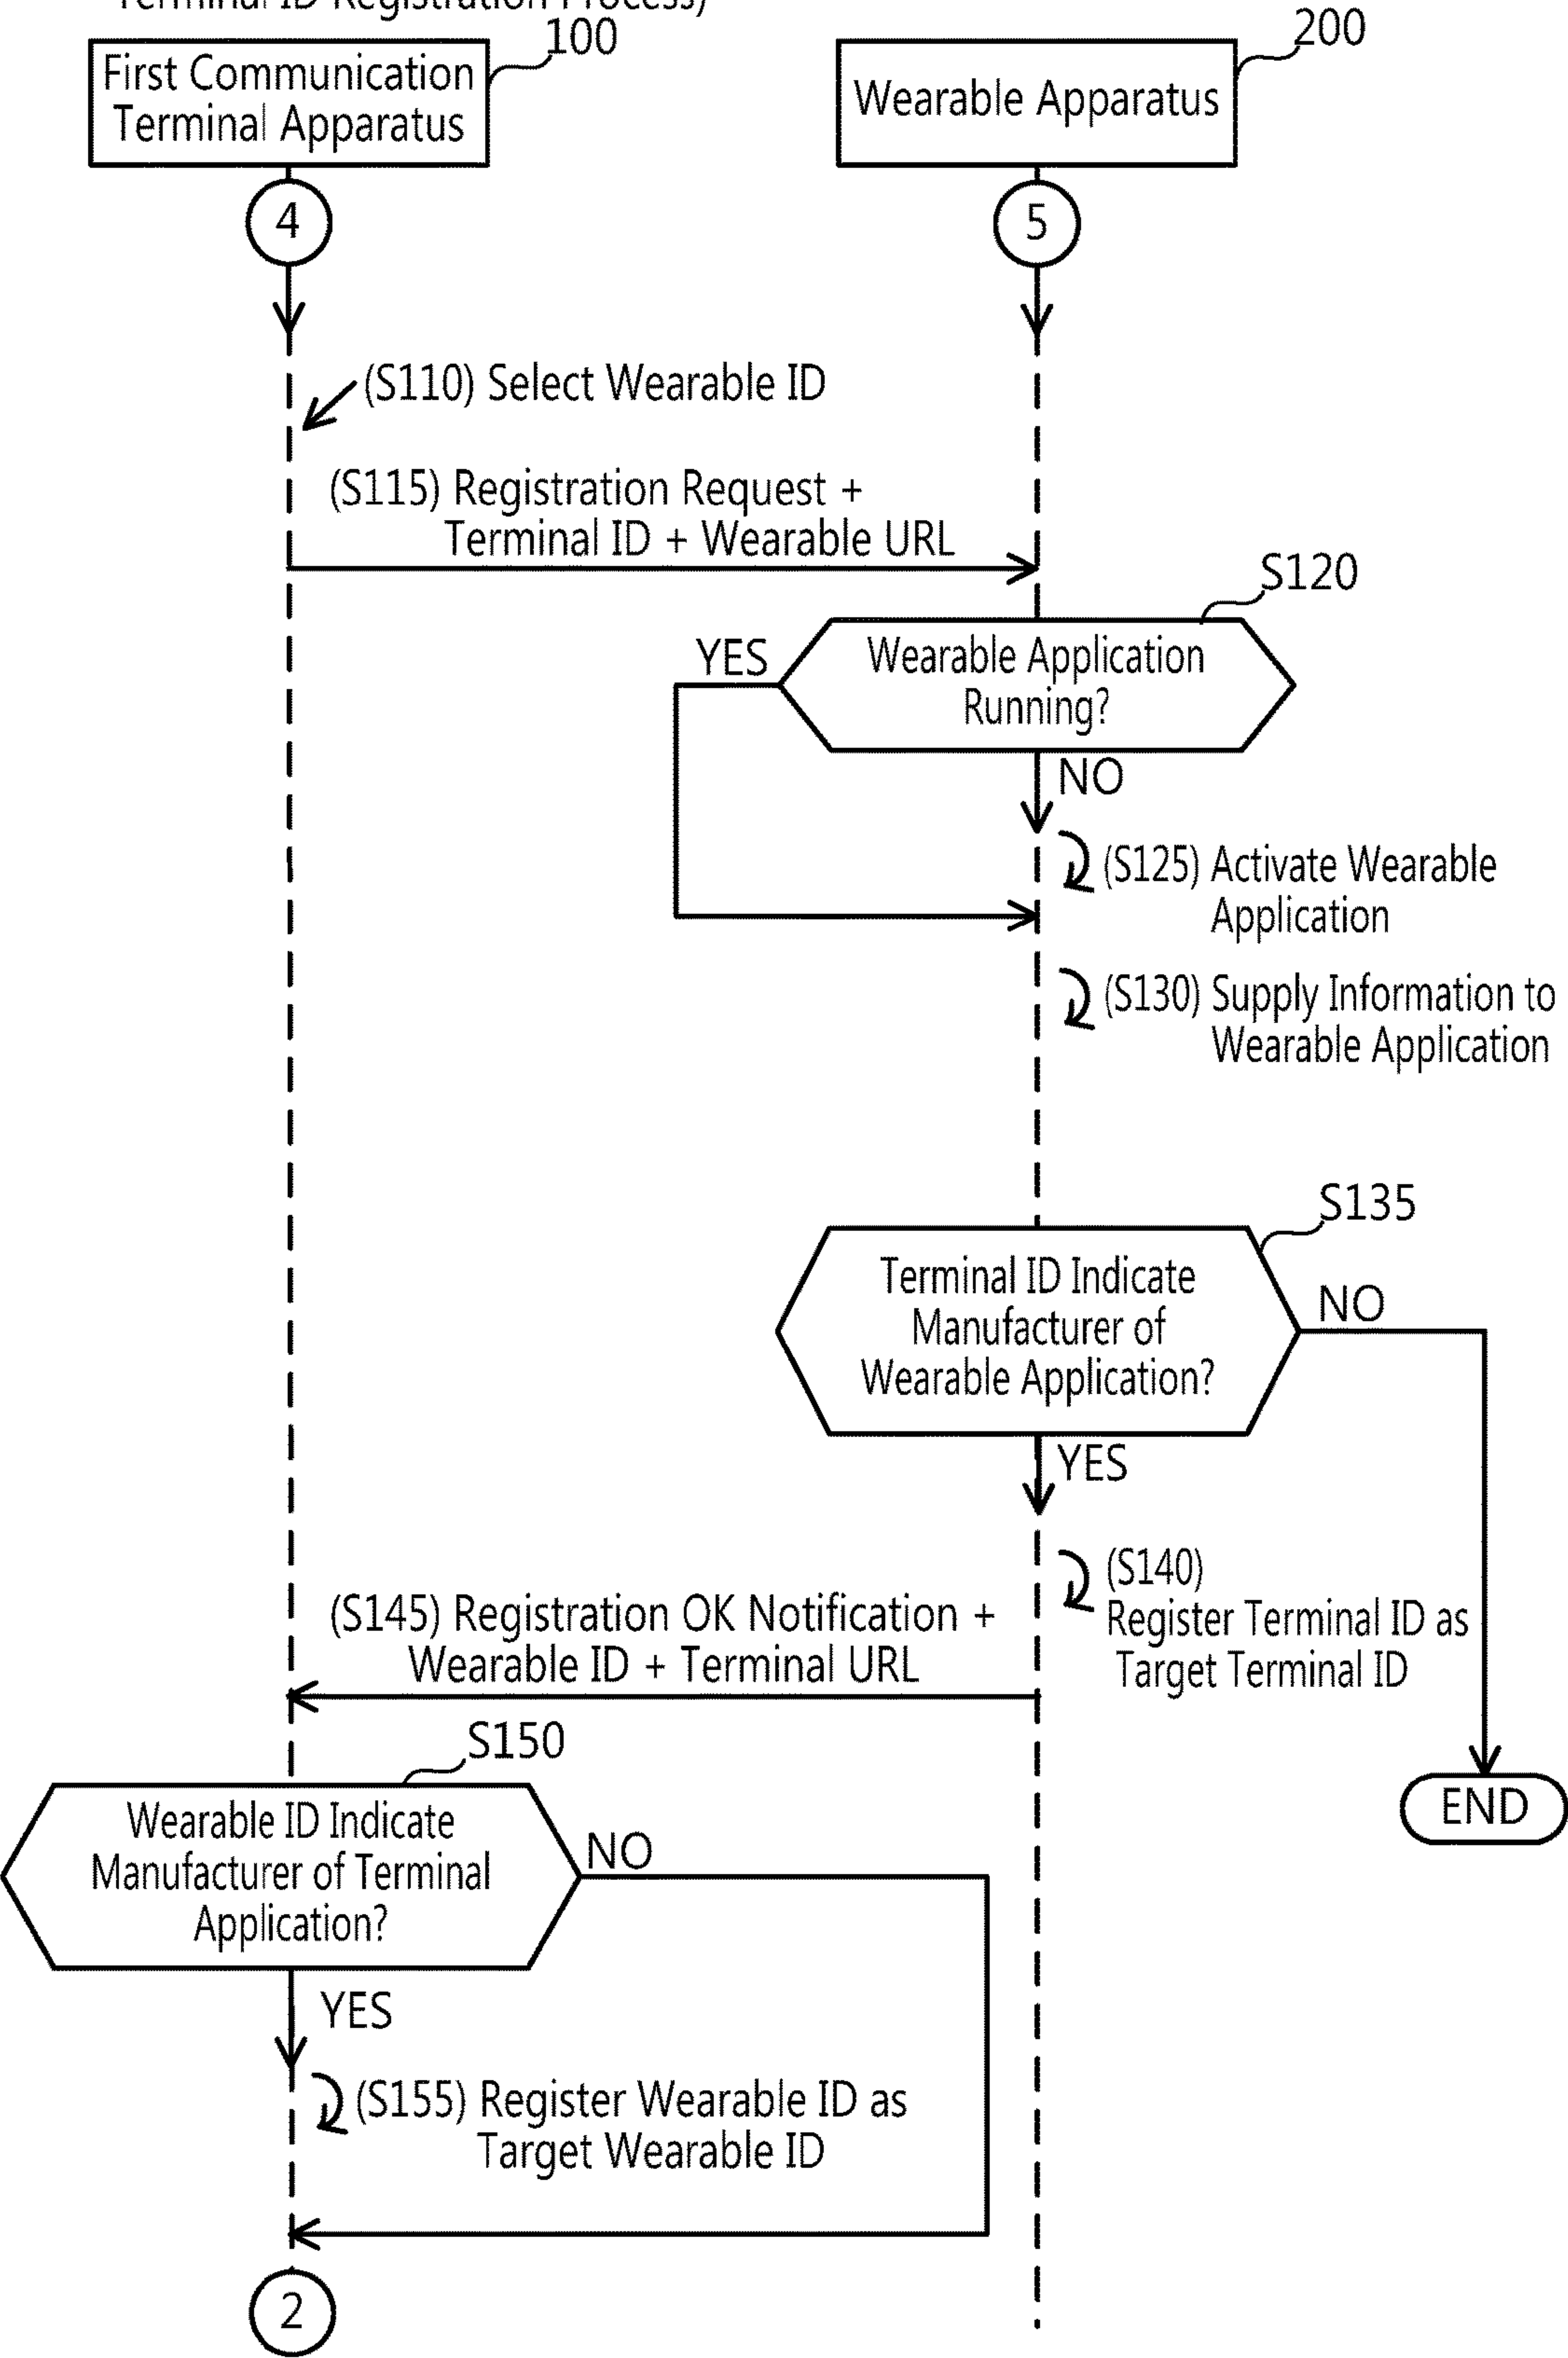 Terminal ID Registration Process)
100
200
First Communication
Terminal Apparatus
Wearable Apparatus
4
5
(S110) Select Wearable ID
(S115) Registration Request +
Terminal ID + Wearable URL
S120
YES
Wearable Application
Running?
NO
(S125) Activate Wearable
Application
(S130) Supply Information to
Wearable Application
S135
Terminal ID Indicate
Manufacturer of
Wearable Application?
NO
YES
(S140)
Register Terminal ID as
Target Terminal ID
(S145) Registration OK Notification +
Wearable ID + Terminal URL
S150
END
Wearable ID Indicate
Manufacturer of Terminal
Application?
NO
YES
(S155) Register Wearable ID as
Target Wearable ID
2